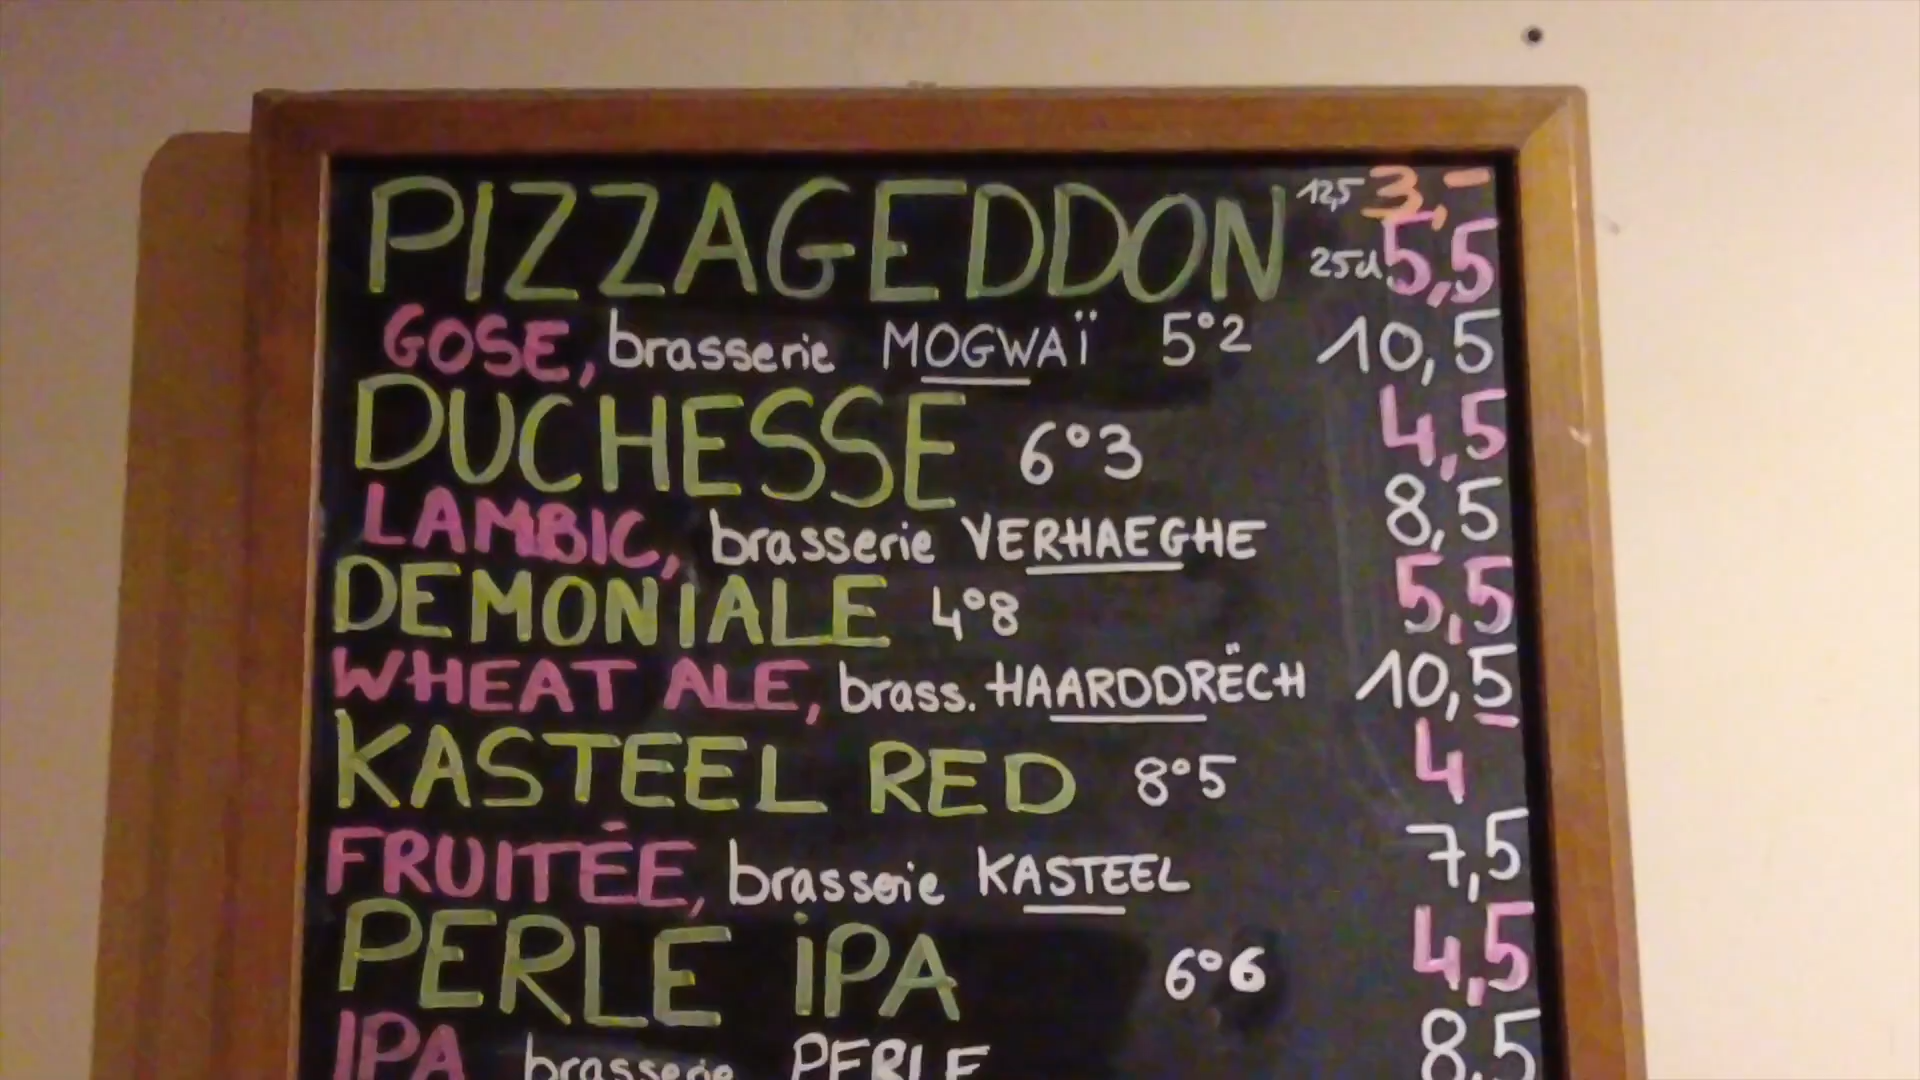 PIZZAGEDDON 12,5 3,-
25cl 5,5
GOSE, brasserie MOGWAÏ 5°2 10,5
DUCHESSE 6°3 4,5
8,5
LAMBIC, brasserie VERHAEGHE
DEMONIALE 4°8 5,5
WHEAT ALE, brass. HAARDDRËCH 10,5
KASTEEL RED 8°5 4
7,5
FRUITÉE, brasserie KASTEEL
PERLE iPA 6°6 4,5
IPA brasserie PERLE 8,5